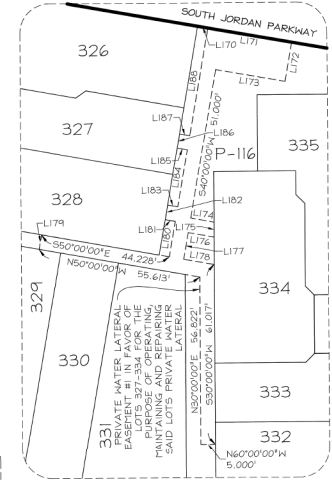 SOUTH JORDAN PARKWAY
L170
L171
L172
L173
326
L188
51.000'
L187
L186
327
335
P-116
L185
L184
S40°00'00"W
L183
328
L182
L174
L179
L181
L180
L175
L176
L177
L178
S50°00'00"E
44.228'
N50°00'00"W
55.613'
329
330
331
PRIVATE WATER LATERAL
EASEMENT #1 IN FAVOR OF
LOTS 327-334 FOR THE
PURPOSE OF OPERATING,
MAINTAINING AND REPAIRING
SAID LOTS PRIVATE WATER
LATERAL
N30°00'00"E 56.822'
S30°00'00"W 61.017'
334
333
332
N60°00'00"W
5.000'